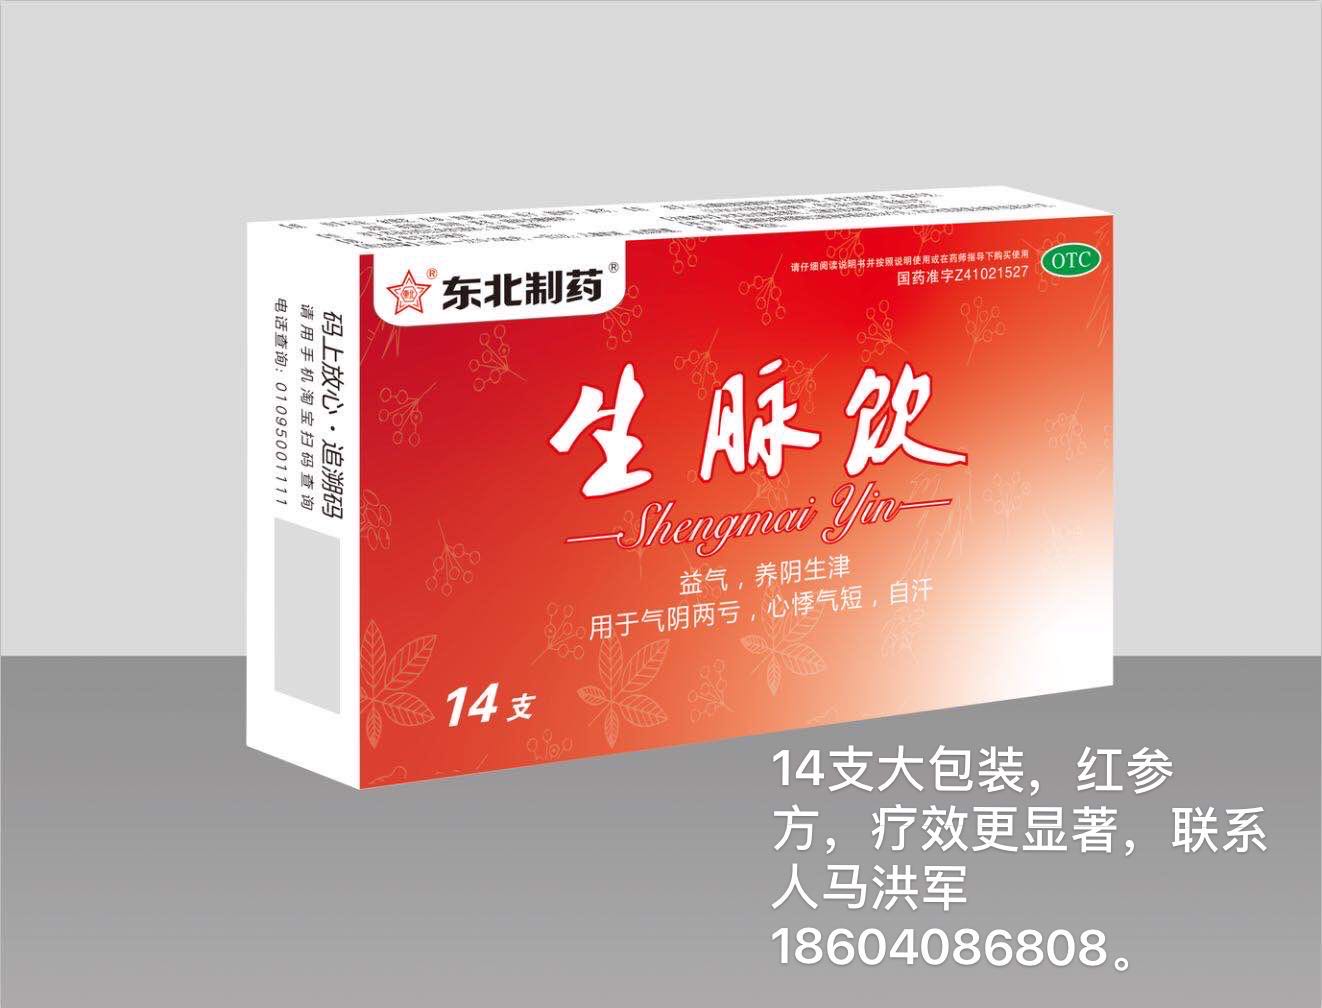 东北制药®
请仔细阅读说明书并按照说明使用或在药师指导下购买使用
国药准字Z41021527
OTC
生脉饮
Shengmai Yin
益气，养阴生津
用于气阴两亏，心悸气短，自汗
14支
码上放心·追溯码
请用手机淘宝扫码查询
电话查询：01095001111
14支大包装，红参
方，疗效更显著，联系
人马洪军
18604086808。